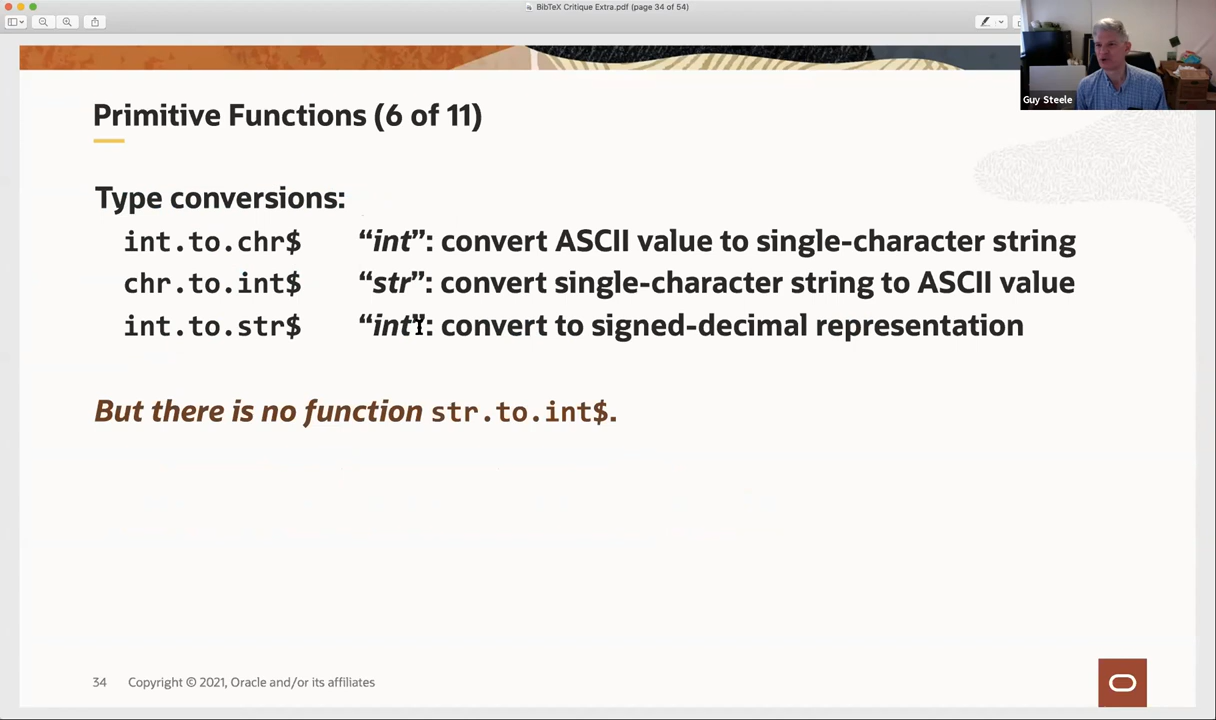 BibTeX Critique Extra.pdf (page 34 of 54)
Guy Steele
Primitive Functions (6 of 11)
Type conversions:
int.to.chr$ “int”: convert ASCII value to single-character string
chr.to.int$ “str”: convert single-character string to ASCII value
int.to.str$ “int”: convert to signed-decimal representation
But there is no function str.to.int$.
34 Copyright © 2021, Oracle and/or its affiliates